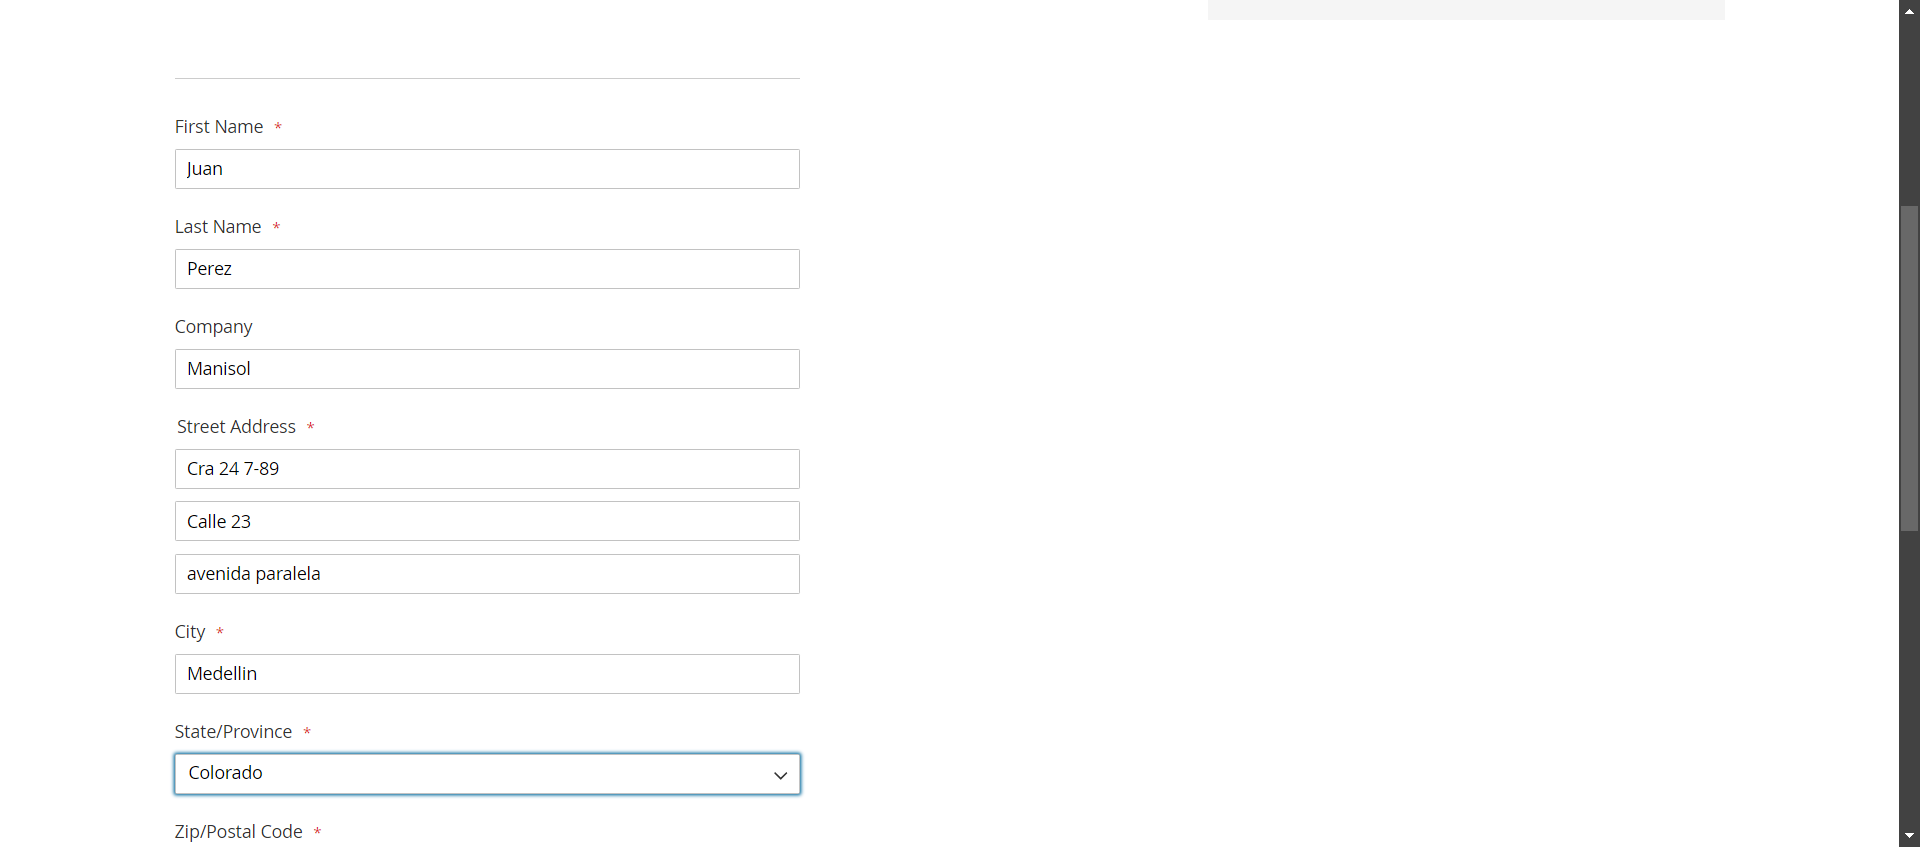 First Name *
Juan
Last Name *
Perez
Company
Manisol
Street Address *
Cra 24 7-89
Calle 23
avenida paralela
City *
Medellin
State/Province *
Colorado
Zip/Postal Code *